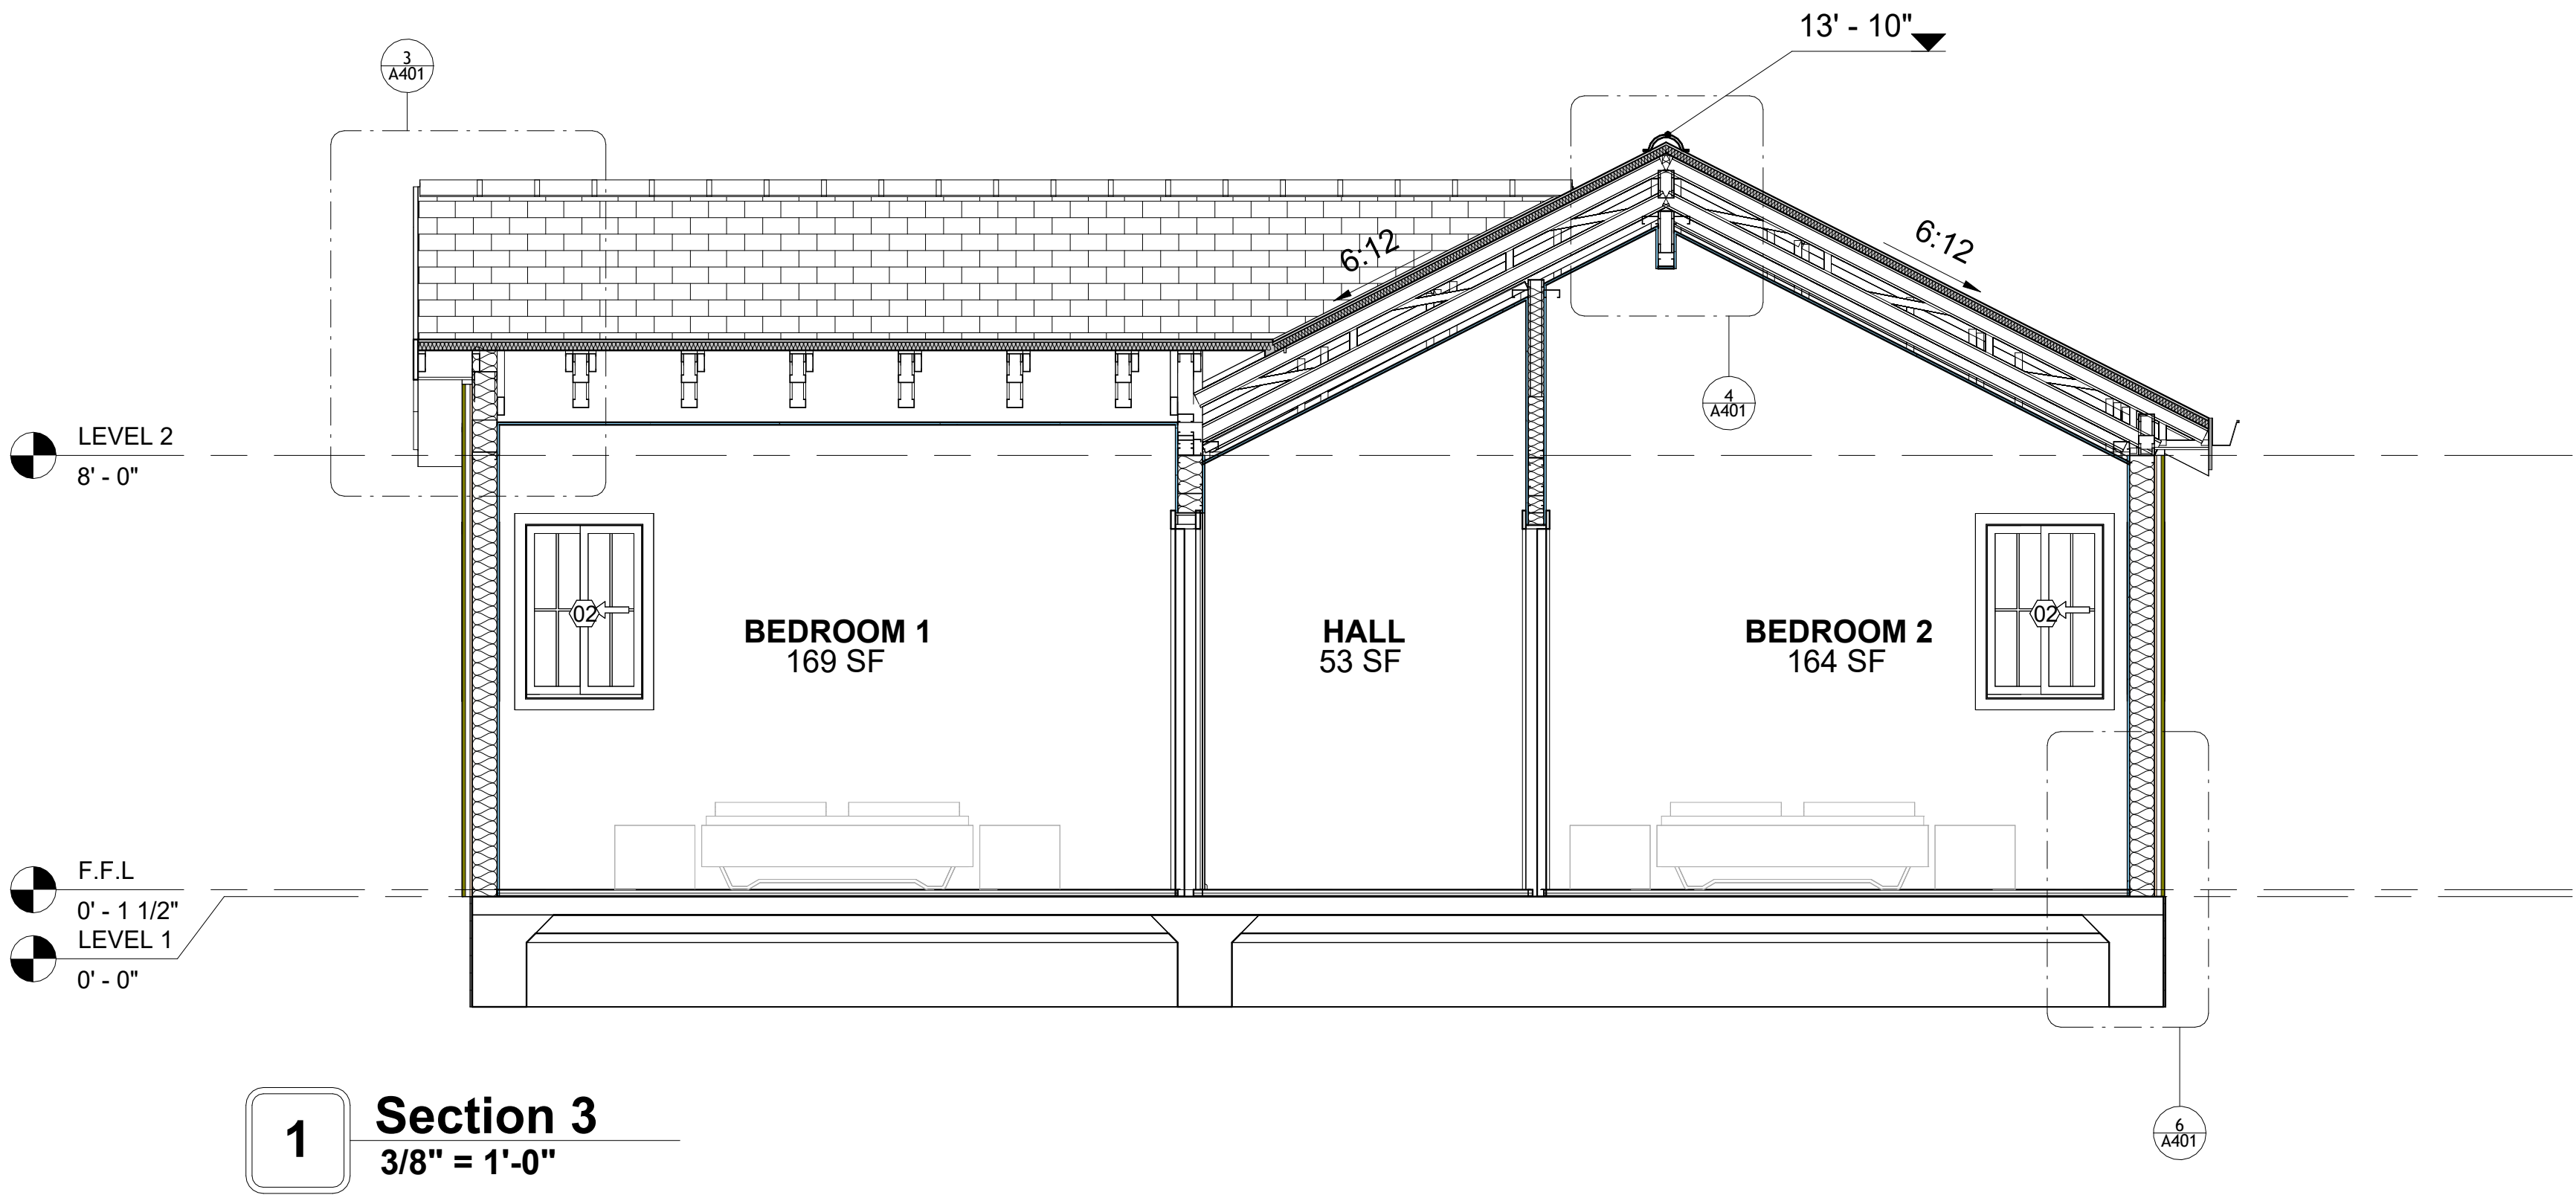 13' - 10"
3
A401
6:12
6:12
4
A401
LEVEL 2
8' - 0"
02
02
BEDROOM 1
169 SF
HALL
53 SF
BEDROOM 2
164 SF
F.F.L
0' - 1 1/2"
LEVEL 1
0' - 0"
1
Section 3
3/8" = 1'-0"
6
A401